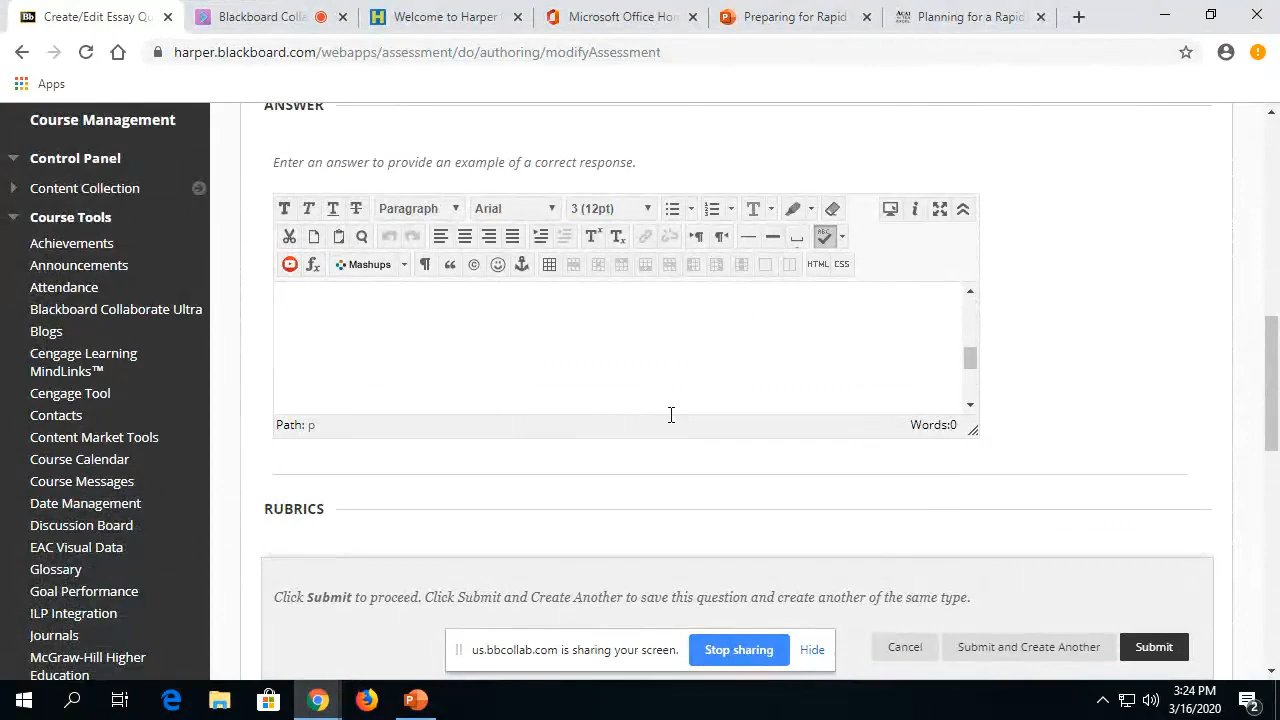 Create/Edit Essay Qu
Blackboard Colla
Welcome to Harper
Microsoft Office Hom
Preparing for Rapid
Planning for a Rapid
harper.blackboard.com/webapps/assessment/do/authoring/modifyAssessment
Apps
Course Management
Control Panel
Content Collection
Course Tools
Achievements
Announcements
Attendance
Blackboard Collaborate Ultra
Blogs
Cengage Learning
MindLinks™
Cengage Tool
Contacts
Content Market Tools
Course Calendar
Course Messages
Date Management
Discussion Board
EAC Visual Data
Glossary
Goal Performance
ILP Integration
Journals
McGraw-Hill Higher
Education
ANSWER
Enter an answer to provide an example of a correct response.
T T T T Paragraph Arial 3 (12pt) T
ABC
Mashups HTML CSS
Path: p Words:0
RUBRICS
Click Submit to proceed. Click Submit and Create Another to save this question and create another of the same type.
us.bbcollab.com is sharing your screen. Stop sharing Hide
Cancel Submit and Create Another Submit
3:24 PM
3/16/2020
2